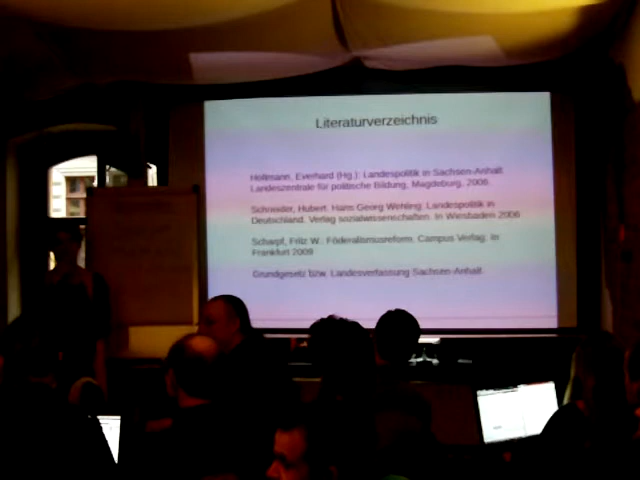 Literaturverzeichnis
Holtmann, Everhard (Hg.): Landespolitik in Sachsen-Anhalt.
Landeszentrale für politische Bildung, Magdeburg, 2006.
Schneider, Hubert. Hans Georg Wehling: Landespolitik in
Deutschland. Verlag sozialwissenschaften. In Wiesbaden 2006
Scharpf, Fritz W.: Föderalismusreform. Campus Verlag. In
Frankfurt 2009
Grundgesetz bzw. Landesverfassung Sachsen-Anhalt